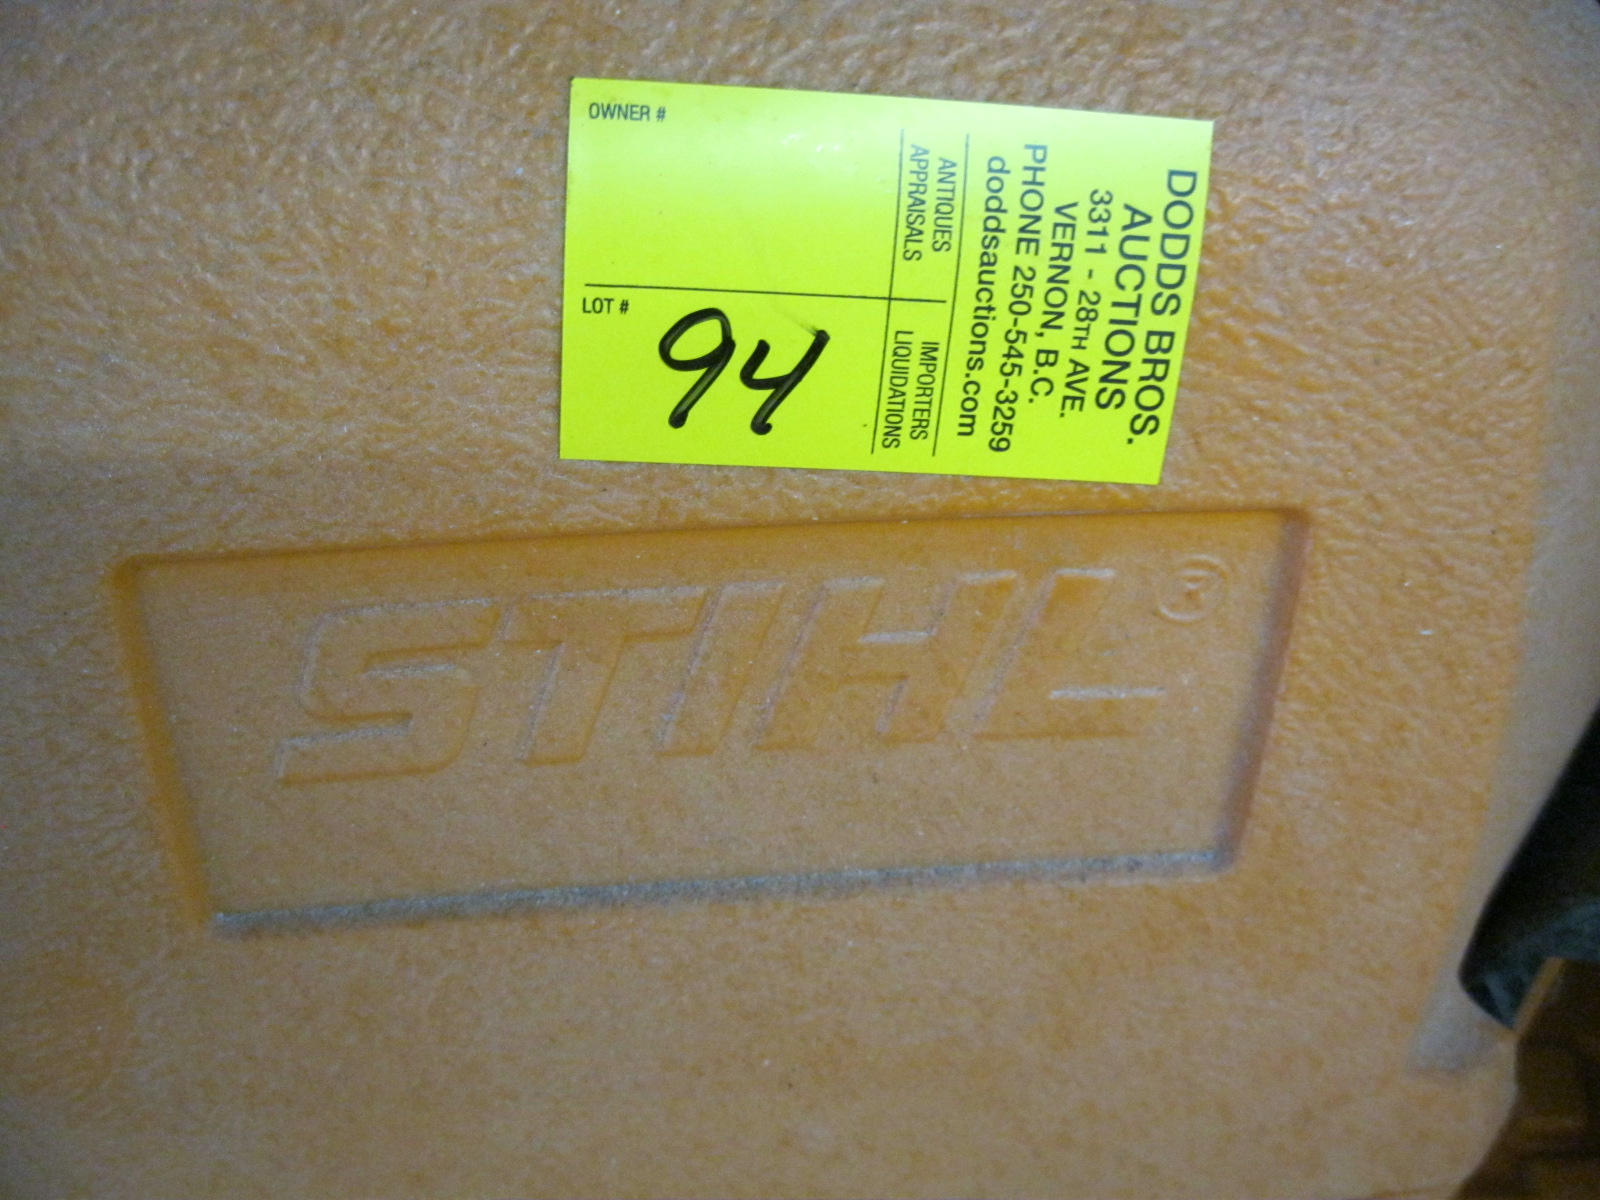 DODDS BROS.
AUCTIONS
3311 - 28TH AVE.
VERNON, B.C.
PHONE 250-545-3259
doddsauctions.com
ANTIQUES
APPRAISALS
IMPORTERS
LIQUIDATIONS
OWNER #
LOT #
94
STIHL®